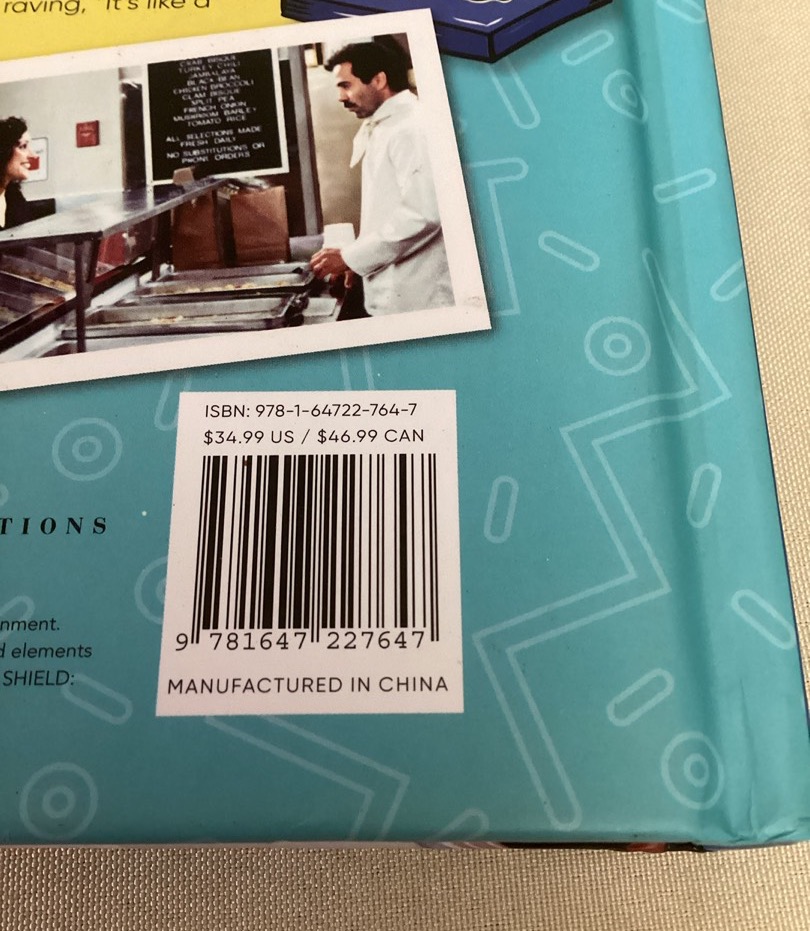 raving, "It's like a
CRAB BISQUE
TURKEY CHILI
JAMBALAYA
BLACK BEAN
CHICKEN BROCCOLI
CLAM BISQUE
SPLIT PEA
FRENCH ONION
MUSHROOM BARLEY
TOMATO RICE
ALL SELECTIONS MADE
FRESH DAILY
NO SUBSTITUTIONS OR
PHONE ORDERS
ISBN: 978-1-64722-764-7
$34.99 US / $46.99 CAN
9 781647 227647
MANUFACTURED IN CHINA
TIONS
nment.
d elements
SHIELD: